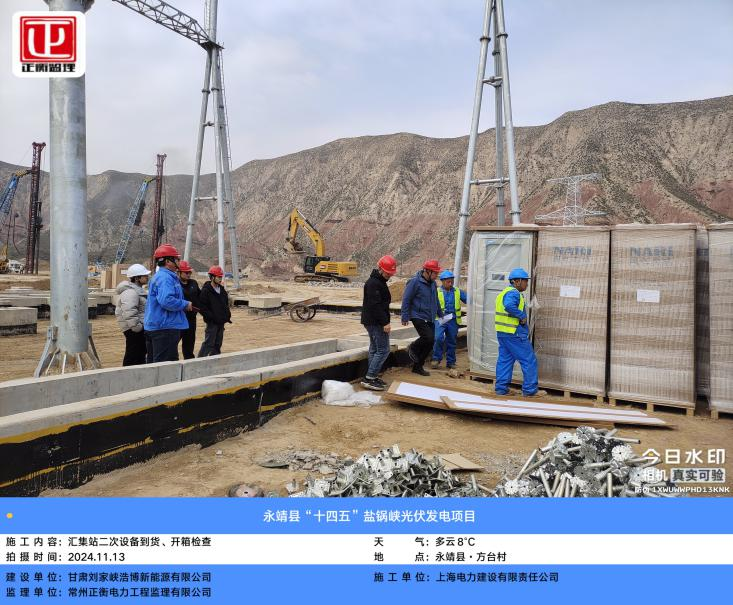 正衡监理
NARI
NARI
今日水印
相机 真实可验
防伪 1XWUWWPHD13KNK
永靖县“十四五”盐锅峡光伏发电项目
施工内容: 汇集站二次设备到货、开箱检查
天 气: 多云 8℃
拍摄时间: 2024.11.13
地 点: 永靖县·方台村
建设单位: 甘肃刘家峡浩博新能源有限公司
施工单位: 上海电力建设有限责任公司
监理单位: 常州正衡电力工程监理有限公司